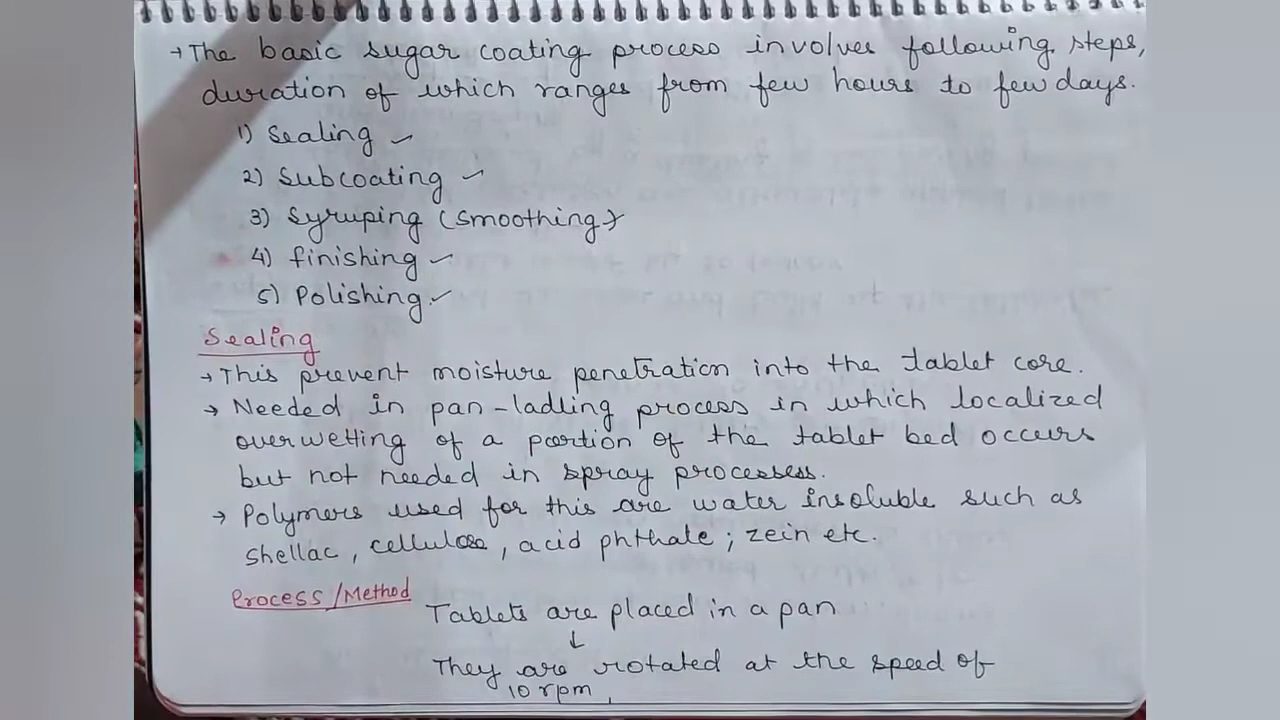 → The basic sugar coating process involves following steps,
duration of which ranges from few hours to few days.
1) Sealing ✓
2) Subcoating ✓
3) Syruping (smoothing)
4) finishing ✓
5) Polishing ✓
Sealing
→ This prevent moisture penetration into the tablet core.
→ Needed in pan-ladling process in which localized
overwetting of a portion of the tablet bed occurs
but not needed in spray processess.
→ Polymers used for this are water insoluble such as
shellac, cellulose, acid phthalate; zein etc.
Process/Method
Tablets are placed in a pan
↓
They are rotated at the speed of
10 rpm